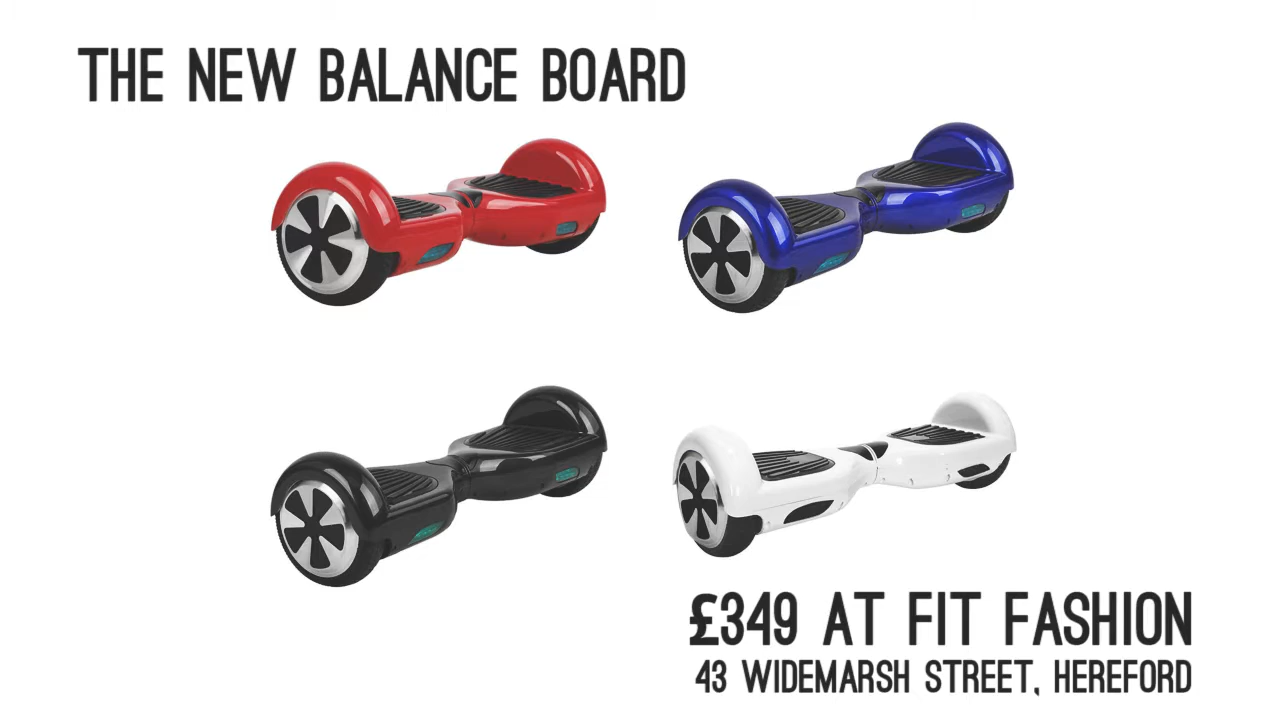 THE NEW BALANCE BOARD
£349 AT FIT FASHION
43 WIDEMARSH STREET, HEREFORD